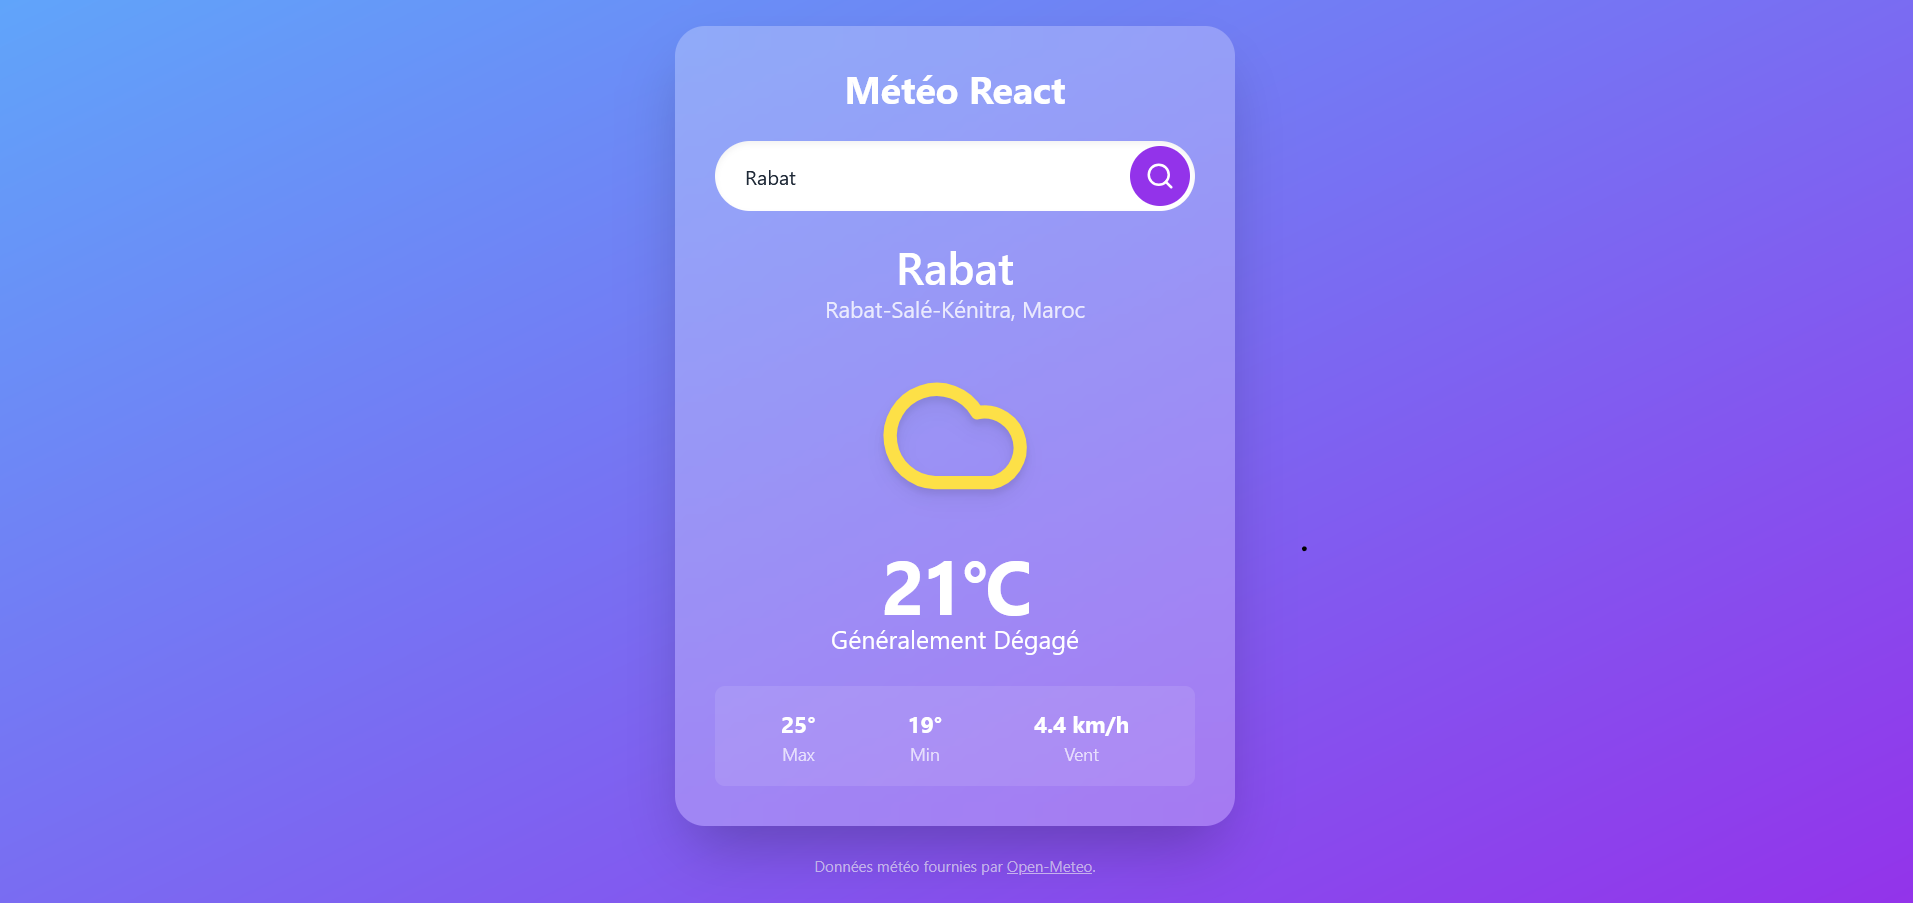 Météo React
Rabat
Rabat
Rabat-Salé-Kénitra, Maroc
21°C
Généralement Dégagé
25° 19° 4.4 km/h
Max Min Vent
Données météo fournies par Open-Meteo.